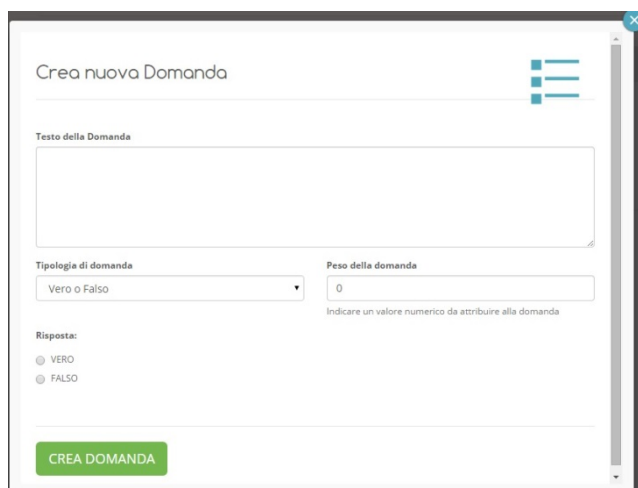 Crea nuova Domanda
Testo della Domanda
Tipologia di domanda
Peso della domanda
Vero o Falso
0
Indicare un valore numerico da attribuire alla domanda
Risposta:
VERO
FALSO
CREA DOMANDA